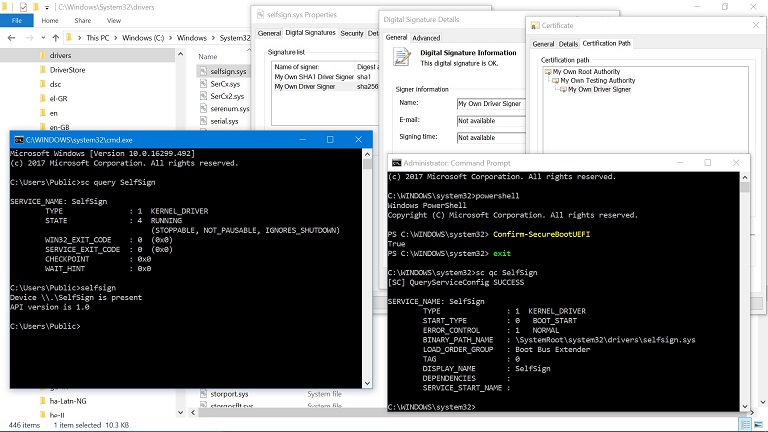 C:\Windows\System32\drivers
File Home Share View
This PC Windows (C:) Windows System32
drivers
DriverStore
dsc
el-GR
en
en-GB
Name
selfsign.sys
SerCx.sys
SerCx2.sys
serenum.sys
serial.sys
selfsign.sys Properties
General Digital Signatures Security
Signature list
Name of signer: Digest a
My Own SHA1 Driver Signer sha1
My Own Driver Signer sha256
Digital Signature Details
General Advanced
Digital Signature Information
This digital signature is OK.
Signer information
Name: My Own Driver Signer
E-mail: Not available
Signing time: Not available
Certificate
General Details Certification Path
Certification path
My Own Root Authority
My Own Testing Authority
My Own Driver Signer
C:\WINDOWS\system32\cmd.exe
Microsoft Windows [Version 10.0.16299.492]
(c) 2017 Microsoft Corporation. All rights reserved.
C:\Users\Public>sc query SelfSign
SERVICE_NAME: SelfSign
TYPE : 1 KERNEL_DRIVER
STATE : 4 RUNNING
(STOPPABLE, NOT_PAUSABLE, IGNORES_SHUTDOWN)
WIN32_EXIT_CODE : 0 (0x0)
SERVICE_EXIT_CODE : 0 (0x0)
CHECKPOINT : 0x0
WAIT_HINT : 0x0
C:\Users\Public>selfsign
Device \\.\SelfSign is present
API version is 1.0
C:\Users\Public>
Administrator: Command Prompt
(c) 2017 Microsoft Corporation. All rights reserved.
C:\WINDOWS\system32>powershell
Windows PowerShell
Copyright (C) Microsoft Corporation. All rights reserved.
PS C:\WINDOWS\system32> Confirm-SecureBootUEFI
True
PS C:\WINDOWS\system32> exit
C:\WINDOWS\system32>sc qc SelfSign
[SC] QueryServiceConfig SUCCESS
SERVICE_NAME: SelfSign
TYPE : 1 KERNEL_DRIVER
START_TYPE : 0 BOOT_START
ERROR_CONTROL : 1 NORMAL
BINARY_PATH_NAME : \SystemRoot\system32\drivers\selfsign.sys
LOAD_ORDER_GROUP : Boot Bus Extender
TAG : 0
DISPLAY_NAME : SelfSign
DEPENDENCIES :
SERVICE_START_NAME :
C:\WINDOWS\system32>
ha-Latn-NG
he-IL
storport.sys System file
storqosflt.sys System file
446 items 1 item selected 10.3 KB